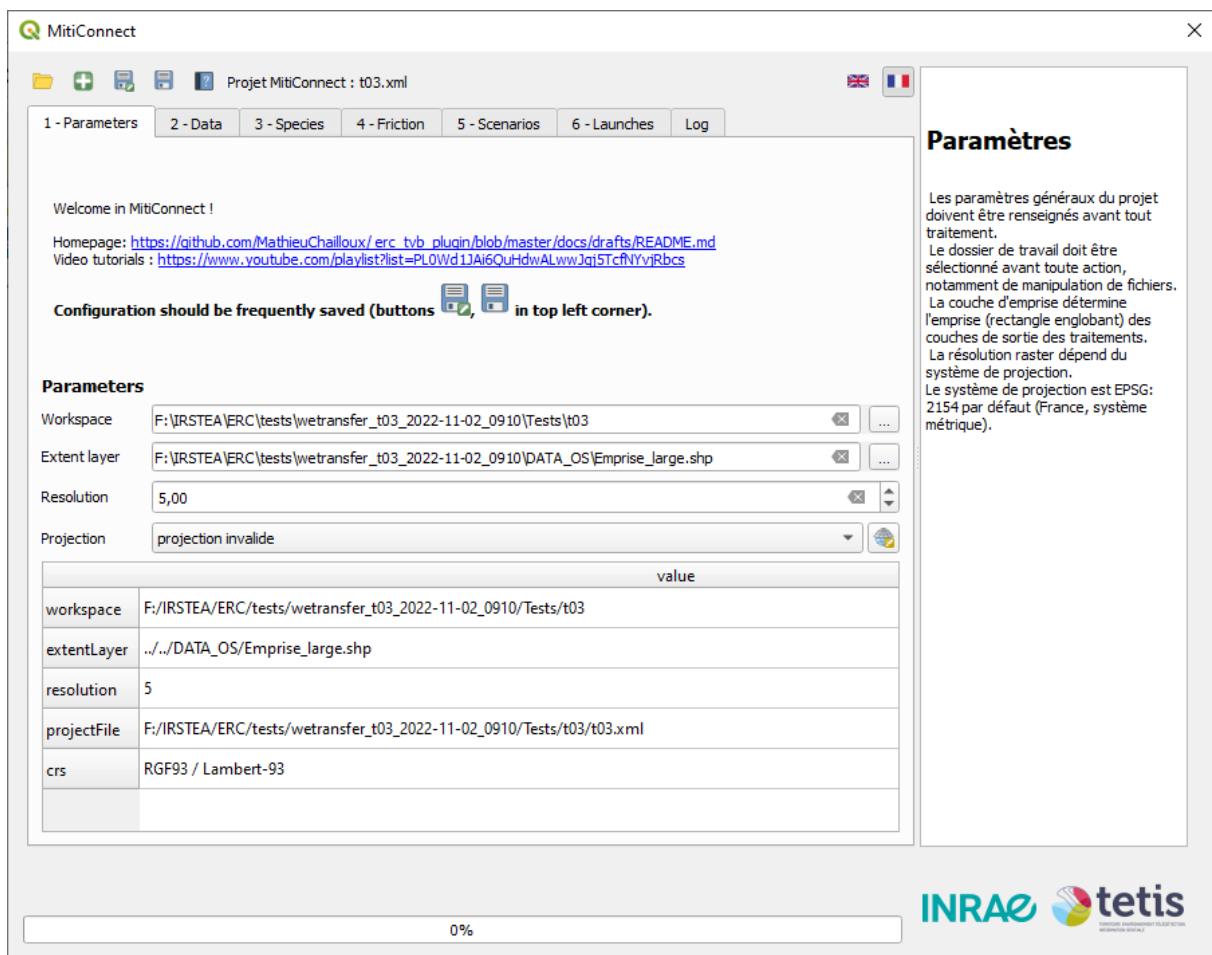 MitiConnect
Projet MitiConnect : t03.xml
1 - Parameters 2 - Data 3 - Species 4 - Friction 5 - Scenarios 6 - Launches Log
Welcome in MitiConnect !
Homepage: https://github.com/MathieuChailloux/ erc_tvb_plugin/blob/master/docs/drafts/README.md
Video tutorials : https://www.youtube.com/playlist?list=PL0Wd1JAi6QuHdwALwwJqj5TcfNYvjRbcs
Configuration should be frequently saved (buttons , in top left corner).
Parameters
Workspace F:\IRSTEA\ERC\tests\wetransfer_t03_2022-11-02_0910\Tests\t03 ...
Extent layer F:\IRSTEA\ERC\tests\wetransfer_t03_2022-11-02_0910\DATA_OS\Emprise_large.shp ...
Resolution 5,00
Projection projection invalide
value
workspace F:/IRSTEA/ERC/tests/wetransfer_t03_2022-11-02_0910/Tests/t03
extentLayer ../../DATA_OS/Emprise_large.shp
resolution 5
projectFile F:/IRSTEA/ERC/tests/wetransfer_t03_2022-11-02_0910/Tests/t03/t03.xml
crs RGF93 / Lambert-93
0%
Paramètres
Les paramètres généraux du projet
doivent être renseignés avant tout
traitement.
Le dossier de travail doit être
sélectionné avant toute action,
notamment de manipulation de fichiers.
La couche d'emprise détermine
l'emprise (rectangle englobant) des
couches de sortie des traitements.
La résolution raster dépend du
système de projection.
Le système de projection est EPSG:
2154 par défaut (France, système
métrique).
INRAE
tetis